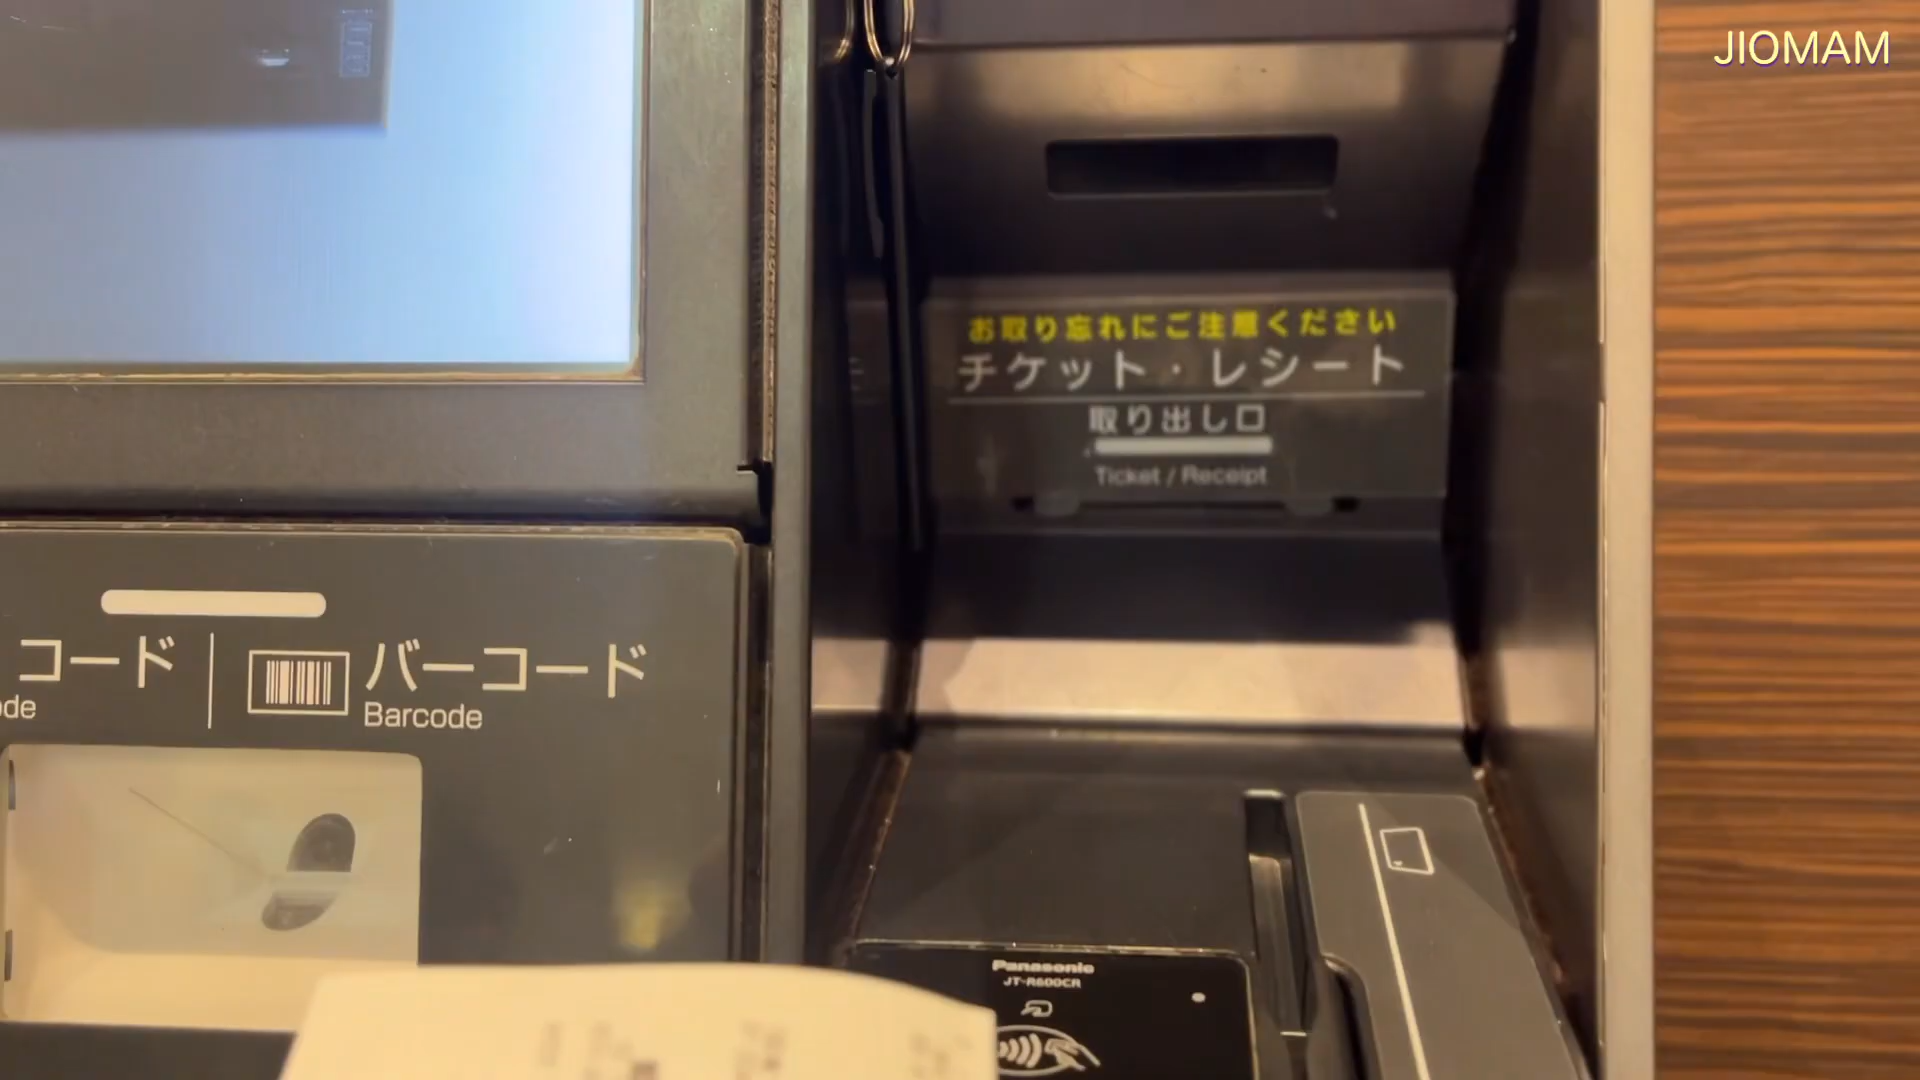 JIOMAM
お取り忘れにご注意ください
チケット・レシート
取り出し口
Ticket / Receipt
コード
ode
バーコード
Barcode
Panasonic
JT-R600CR